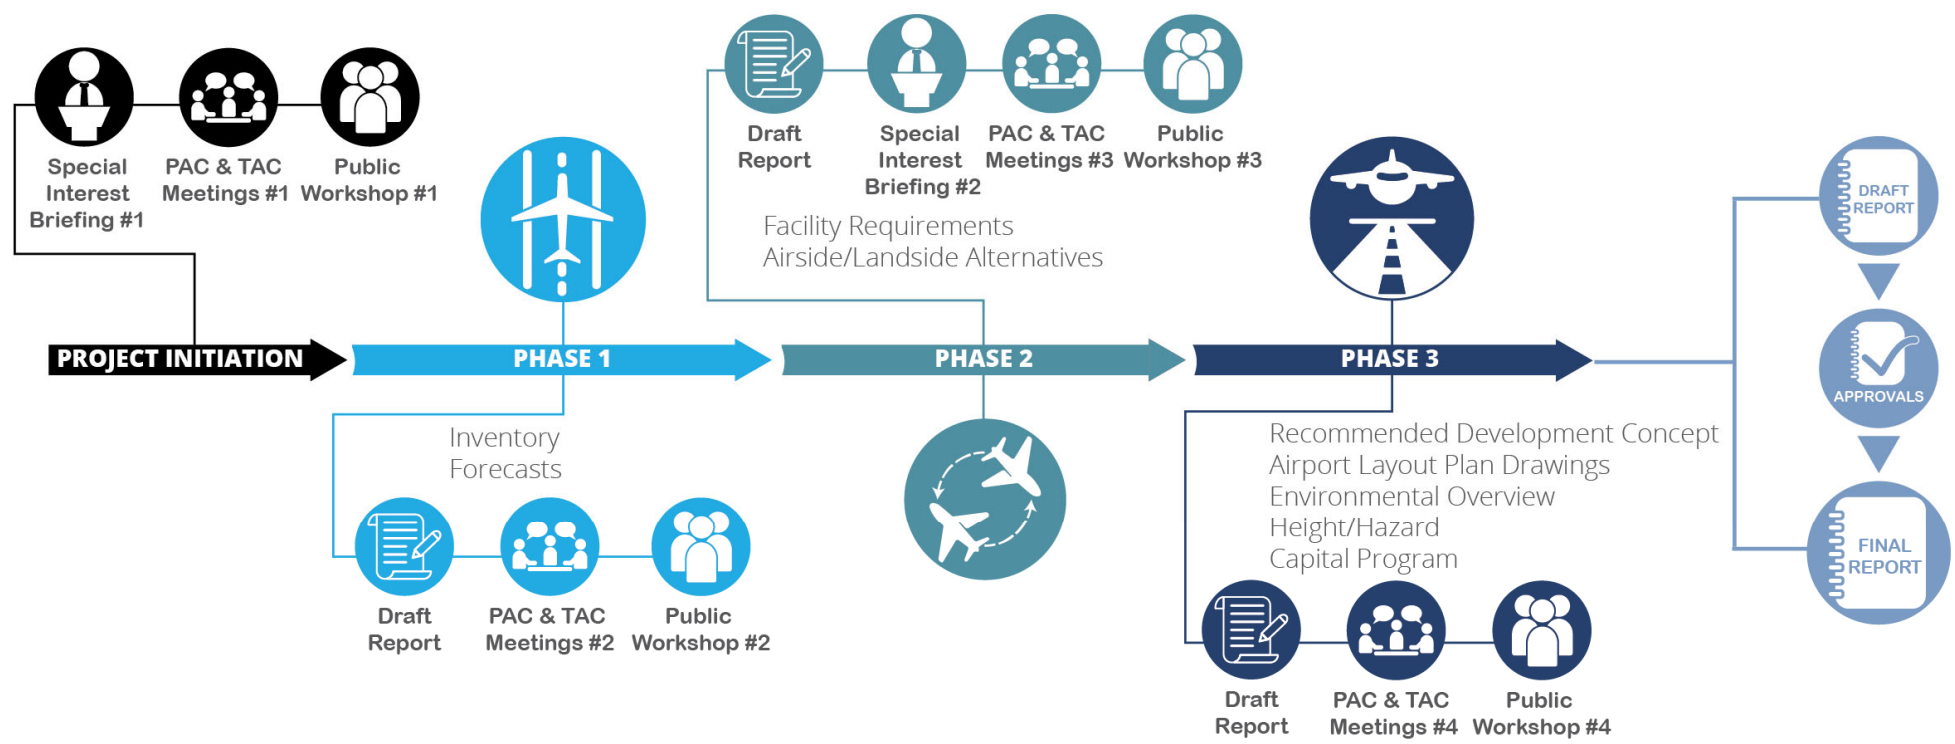 Special
Interest
Briefing #1
PAC & TAC
Meetings #1
Public
Workshop #1
PROJECT INITIATION
PHASE 1
Inventory
Forecasts
Draft
Report
PAC & TAC
Meetings #2
Public
Workshop #2
Draft
Report
Special
Interest
Briefing #2
PAC & TAC
Meetings #3
Public
Workshop #3
Facility Requirements
Airside/Landside Alternatives
PHASE 2
PHASE 3
Recommended Development Concept
Airport Layout Plan Drawings
Environmental Overview
Height/Hazard
Capital Program
Draft
Report
PAC & TAC
Meetings #4
Public
Workshop #4
DRAFT
REPORT
APPROVALS
FINAL
REPORT